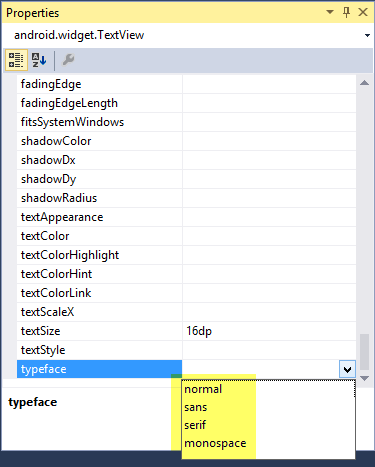 Properties
android.widget.TextView
fadingEdge
fadingEdgeLength
fitsSystemWindows
shadowColor
shadowDx
shadowDy
shadowRadius
textAppearance
textColor
textColorHighlight
textColorHint
textColorLink
textScaleX
textSize 16dp
textStyle
typeface
normal
sans
serif
monospace
typeface